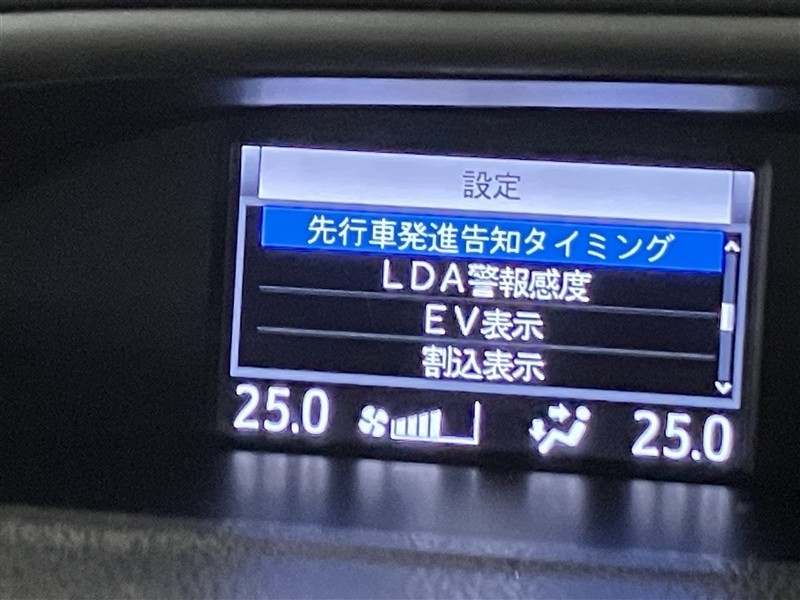 設定
先行車発進告知タイミング
LDA警報感度
EV表示
割込表示
25.0 25.0